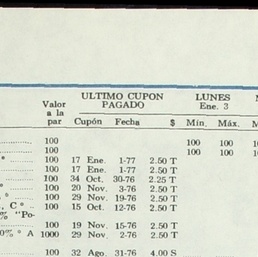 ULTIMO CUPON LUNES
Valor PAGADO Ene. 3
a la
par Cupón Fecha $ Mín. Máx.
100 100 100
100 100 100
100 17 Ene. 1-77 2.50 T
100 17 Ene. 1-77 2.50 T
100 34 Oct. 30-76 2.25 T
100 20 Nov. 3-76 2.50 T
100 29 Nov. 19-76 2.50 T
, C° 100 15 Oct. 12-76 2.50 T
% "Po-
100 19 Nov. 15-76 2.50 T
0% ° A 1000 29 Nov. 2-76 2.50 T
100 32 Ago. 31-76 4.00 S